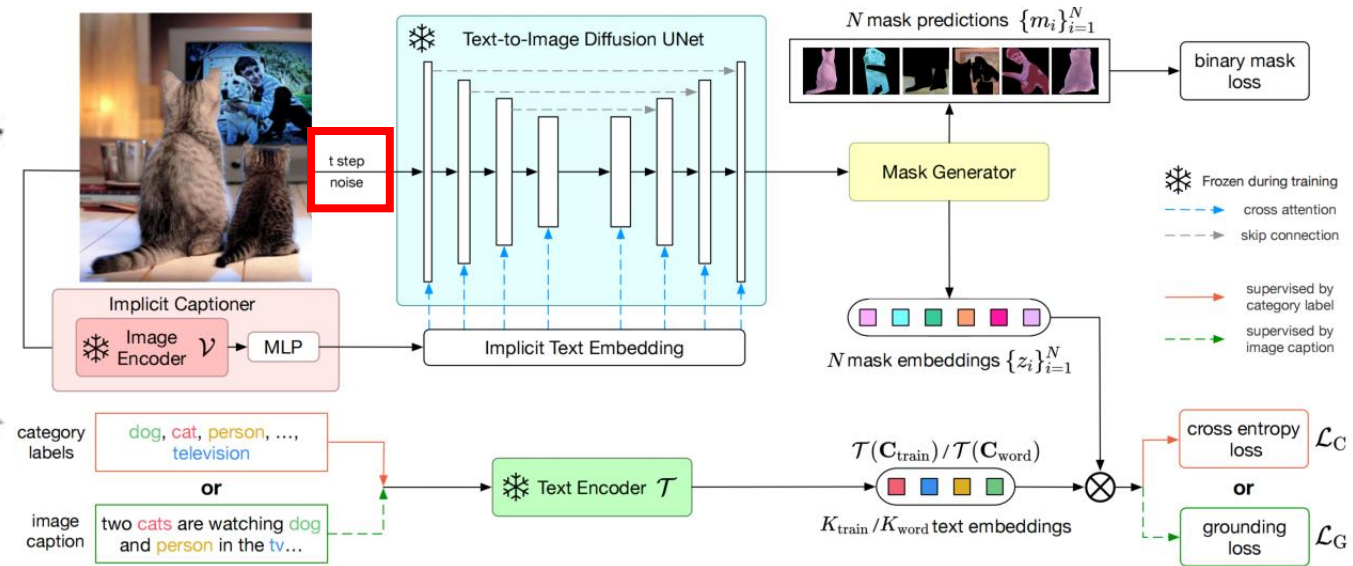 Text-to-Image Diffusion UNet
N mask predictions {m_i}_{i=1}^N
binary mask
loss
t step
noise
Mask Generator
Frozen during training
cross attention
skip connection
supervised by
category label
supervised by
image caption
Implicit Captioner
Image
Encoder V
MLP
Implicit Text Embedding
N mask embeddings {z_i}_{i=1}^N
category
labels
dog, cat, person, ...,
television
or
image
caption
two cats are watching dog
and person in the tv...
Text Encoder T
T(C_train)/T(C_word)
K_train/K_word text embeddings
cross entropy
loss
L_C
or
grounding
loss
L_G